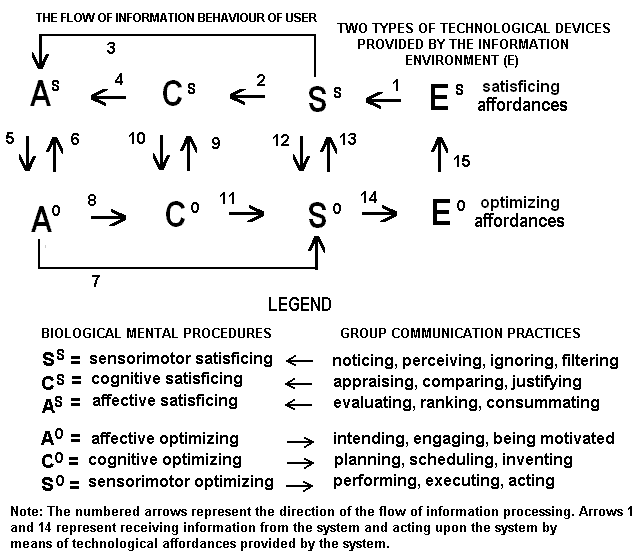 THE FLOW OF INFORMATION BEHAVIOUR OF USER
TWO TYPES OF TECHNOLOGICAL DEVICES
PROVIDED BY THE INFORMATION
ENVIRONMENT (E)
3
A^S 4 C^S 2 S^S 1 E^S satisficing
affordances
5 6 10 9 12 13 15
A^O 8 C^O 11 S^O 14 E^O optimizing
affordances
7
LEGEND
BIOLOGICAL MENTAL PROCEDURES GROUP COMMUNICATION PRACTICES
S^S = sensorimotor satisficing ← noticing, perceiving, ignoring, filtering
C^S = cognitive satisficing ← appraising, comparing, justifying
A^S = affective satisficing ← evaluating, ranking, consummating
A^O = affective optimizing → intending, engaging, being motivated
C^O = cognitive optimizing → planning, scheduling, inventing
S^O = sensorimotor optimizing → performing, executing, acting
Note: The numbered arrows represent the direction of the flow of information processing. Arrows 1
and 14 represent receiving information from the system and acting upon the system by
means of technological affordances provided by the system.